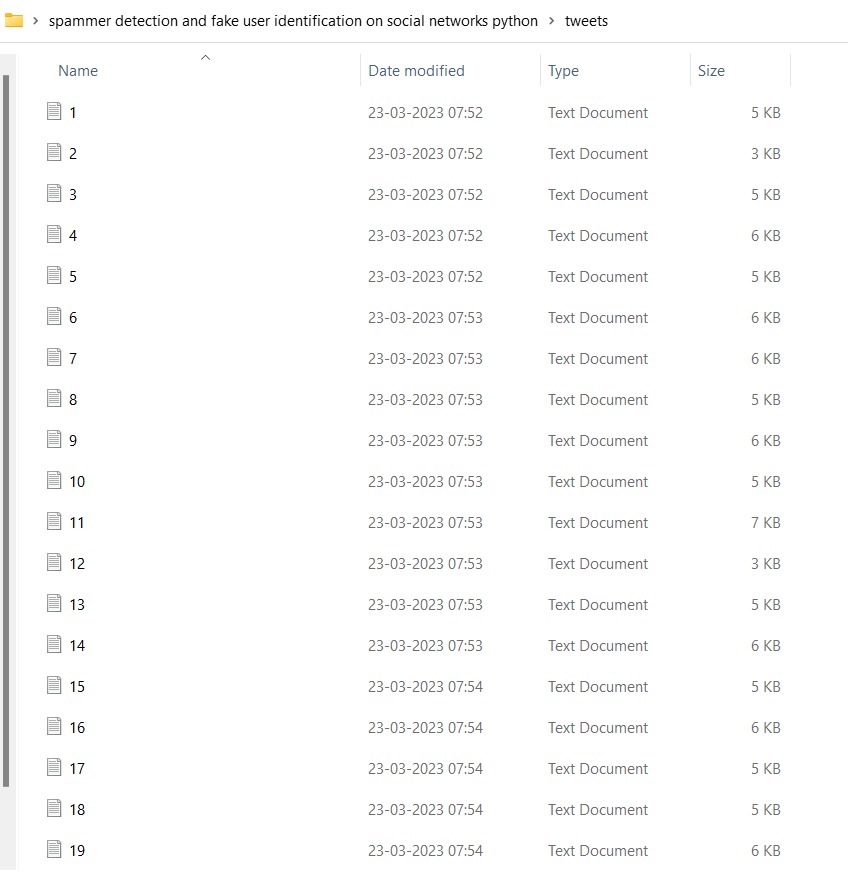 spammer detection and fake user identification on social networks python > tweets
Name Date modified Type Size
1 23-03-2023 07:52 Text Document 5 KB
2 23-03-2023 07:52 Text Document 3 KB
3 23-03-2023 07:52 Text Document 5 KB
4 23-03-2023 07:52 Text Document 6 KB
5 23-03-2023 07:52 Text Document 5 KB
6 23-03-2023 07:53 Text Document 6 KB
7 23-03-2023 07:53 Text Document 6 KB
8 23-03-2023 07:53 Text Document 5 KB
9 23-03-2023 07:53 Text Document 6 KB
10 23-03-2023 07:53 Text Document 5 KB
11 23-03-2023 07:53 Text Document 7 KB
12 23-03-2023 07:53 Text Document 3 KB
13 23-03-2023 07:53 Text Document 5 KB
14 23-03-2023 07:53 Text Document 6 KB
15 23-03-2023 07:54 Text Document 5 KB
16 23-03-2023 07:54 Text Document 6 KB
17 23-03-2023 07:54 Text Document 5 KB
18 23-03-2023 07:54 Text Document 5 KB
19 23-03-2023 07:54 Text Document 6 KB